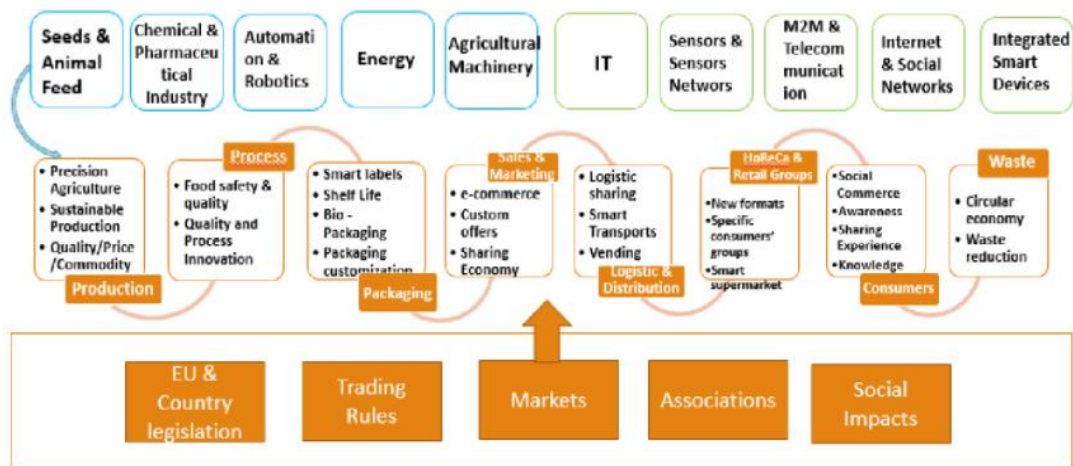 Seeds &
Animal
Feed
Chemical &
Pharmaceu
tical
Industry
Automati
on &
Robotics
Energy
Agricultural
Machinery
IT
Sensors &
Sensors
Networs
M2M &
Telecom
municat
ion
Internet
& Social
Networks
Integrated
Smart
Devices
• Precision
Agriculture
• Sustainable
Production
• Quality/Price
/Commodity
Production
Process
• Food safety &
quality
• Quality and
Process
Innovation
• Smart labels
• Shelf Life
• Bio -
Packaging
• Packaging
customization
Packaging
Sales &
Marketing
• e-commerce
• Custom
offers
• Sharing
Economy
• Logistic
sharing
• Smart
Transports
• Vending
Logistic &
Distribution
HoReCa &
Retail Groups
• New formats
• Specific
consumers'
groups
• Smart
supermarket
• Social
Commerce
• Awareness
• Sharing
Experience
• Knowledge
Consumers
Waste
• Circular
economy
• Waste
reduction
EU &
Country
legislation
Trading
Rules
Markets
Associations
Social
Impacts